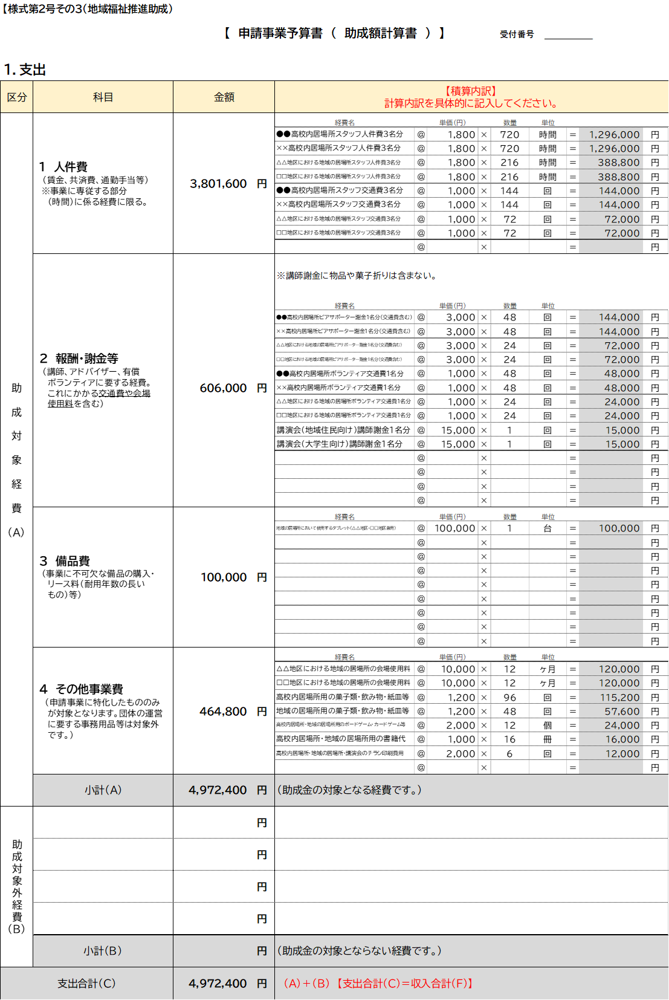 【様式第2号その3(地域福祉推進助成)
【 申請事業予算書 ( 助成額計算書 ) 】 受付番号
1．支出
区分 科目 金額 【積算内訳】
計算内訳を具体的に記入してください。
助成対象経費(A)
1 人件費
(賃金、共済費、通勤手当等)
※事業に専従する部分
(時間)に係る経費に限る。
3,801,600 円
経費名 単価(円) 数量 単位
●●高校内居場所スタッフ人件費3名分 @ 1,800 × 720 時間 = 1,296,000 円
××高校内居場所スタッフ人件費3名分 @ 1,800 × 720 時間 = 1,296,000 円
△△地区における地域の居場所スタッフ人件費3名分 @ 1,800 × 216 時間 = 388,800 円
□□地区における地域の居場所スタッフ人件費3名分 @ 1,800 × 216 時間 = 388,800 円
●●高校内居場所スタッフ交通費3名分 @ 1,000 × 144 回 = 144,000 円
××高校内居場所スタッフ交通費3名分 @ 1,000 × 144 回 = 144,000 円
△△地区における地域の居場所スタッフ交通費3名分 @ 1,000 × 72 回 = 72,000 円
□□地区における地域の居場所スタッフ交通費3名分 @ 1,000 × 72 回 = 72,000 円
@ × = 円
2 報酬・謝金等
(講師、アドバイザー、有償
ボランティアに要する経費。
これにかかる交通費や会場
使用料を含む)
606,000 円
※講師謝金に物品や菓子折りは含まない。
経費名 単価(円) 数量 単位
●●高校内居場所ピアサポーター謝金1名分(交通費含む) @ 3,000 × 48 回 = 144,000 円
××高校内居場所ピアサポーター謝金1名分(交通費含む) @ 3,000 × 48 回 = 144,000 円
△△地区における地域の居場所ピアサポーター謝金1名分(交通費含む) @ 3,000 × 24 回 = 72,000 円
□□地区における地域の居場所ピアサポーター謝金1名分(交通費含む) @ 3,000 × 24 回 = 72,000 円
●●高校内居場所ボランティア交通費1名分 @ 1,000 × 48 回 = 48,000 円
××高校内居場所ボランティア交通費1名分 @ 1,000 × 48 回 = 48,000 円
△△地区における地域の居場所ボランティア交通費1名分 @ 1,000 × 24 回 = 24,000 円
□□地区における地域の居場所ボランティア交通費1名分 @ 1,000 × 24 回 = 24,000 円
講演会(地域住民向け)講師謝金1名分 @ 15,000 × 1 回 = 15,000 円
講演会(大学生向け)講師謝金1名分 @ 15,000 × 1 回 = 15,000 円
@ × = 円
@ × = 円
@ × = 円
@ × = 円
3 備品費
(事業に不可欠な備品の購入・
リース料(耐用年数の長い
もの)等)
100,000 円
経費名 単価(円) 数量 単位
地域の居場所において使用するタブレット(△△地区・□□地区兼用) @ 100,000 × 1 台 = 100,000 円
@ × = 円
@ × = 円
@ × = 円
@ × = 円
@ × = 円
@ × = 円
@ × = 円
@ × = 円
4 その他事業費
(申請事業に特化したもののみ
が対象となります。団体の運営
に要する事務用品等は対象外
です。)
464,800 円
経費名 単価(円) 数量 単位
△△地区における地域の居場所の会場使用料 @ 10,000 × 12 ヶ月 = 120,000 円
□□地区における地域の居場所の会場使用料 @ 10,000 × 12 ヶ月 = 120,000 円
高校内居場所用の菓子類・飲み物・紙皿等 @ 1,200 × 96 回 = 115,200 円
地域の居場所用の菓子類・飲み物・紙皿等 @ 1,200 × 48 回 = 57,600 円
高校内居場所・地域の居場所用のボードゲーム・カードゲーム等 @ 2,000 × 12 個 = 24,000 円
高校内居場所・地域の居場所用の書籍代 @ 1,000 × 16 冊 = 16,000 円
高校内居場所・地域の居場所・講演会のチラシ印刷費用 @ 2,000 × 6 回 = 12,000 円
@ × = 円
小計(A) 4,972,400 円 (助成金の対象となる経費です。)
助成対象外経費(B)
円
円
円
円
小計(B) 円 (助成金の対象とならない経費です。)
支出合計(C) 4,972,400 円 (A)＋(B) 【支出合計(C)＝収入合計(F)】